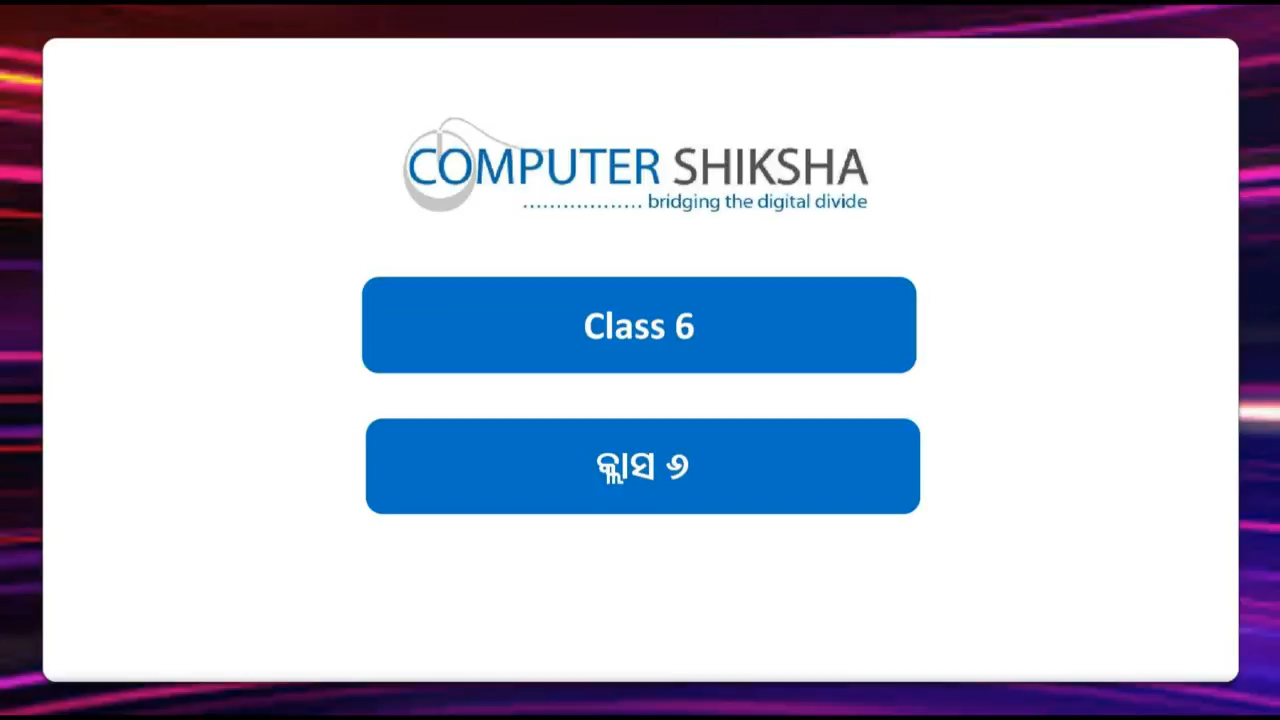 COMPUTER SHIKSHA
.................. bridging the digital divide
Class 6
କ୍ଲାସ ୬